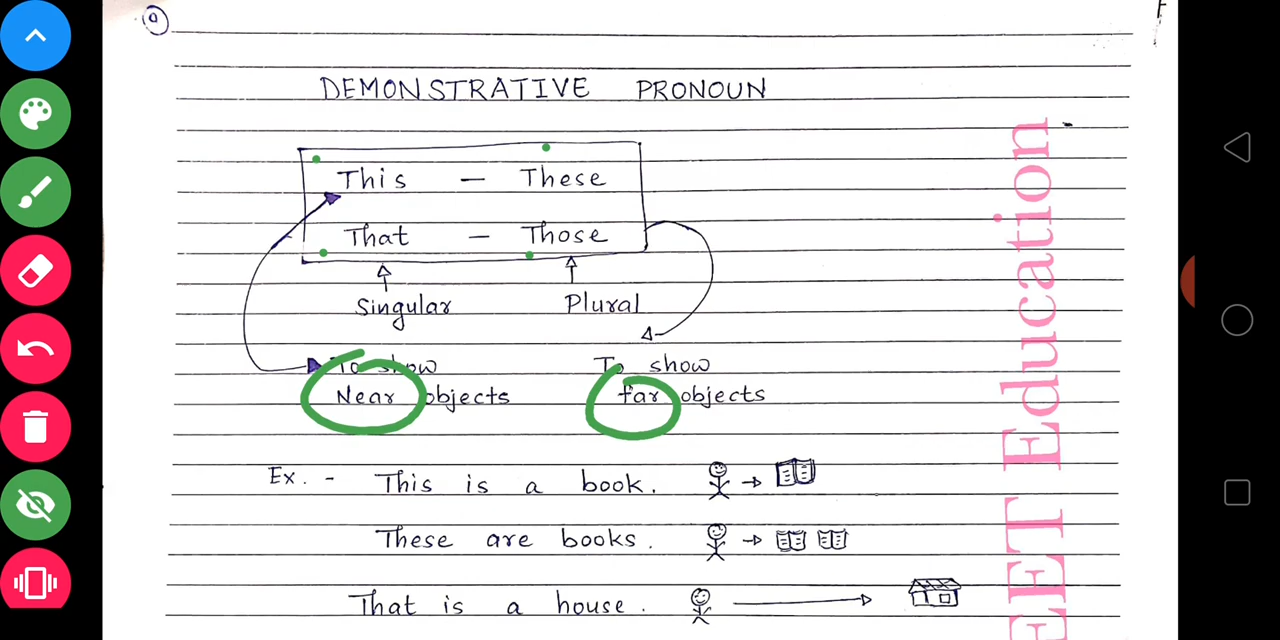 DEMONSTRATIVE PRONOUN
This - These
That - Those
Singular Plural
To show To show
Near objects far objects
Ex. - This is a book.
These are books.
That is a house.
EET Education